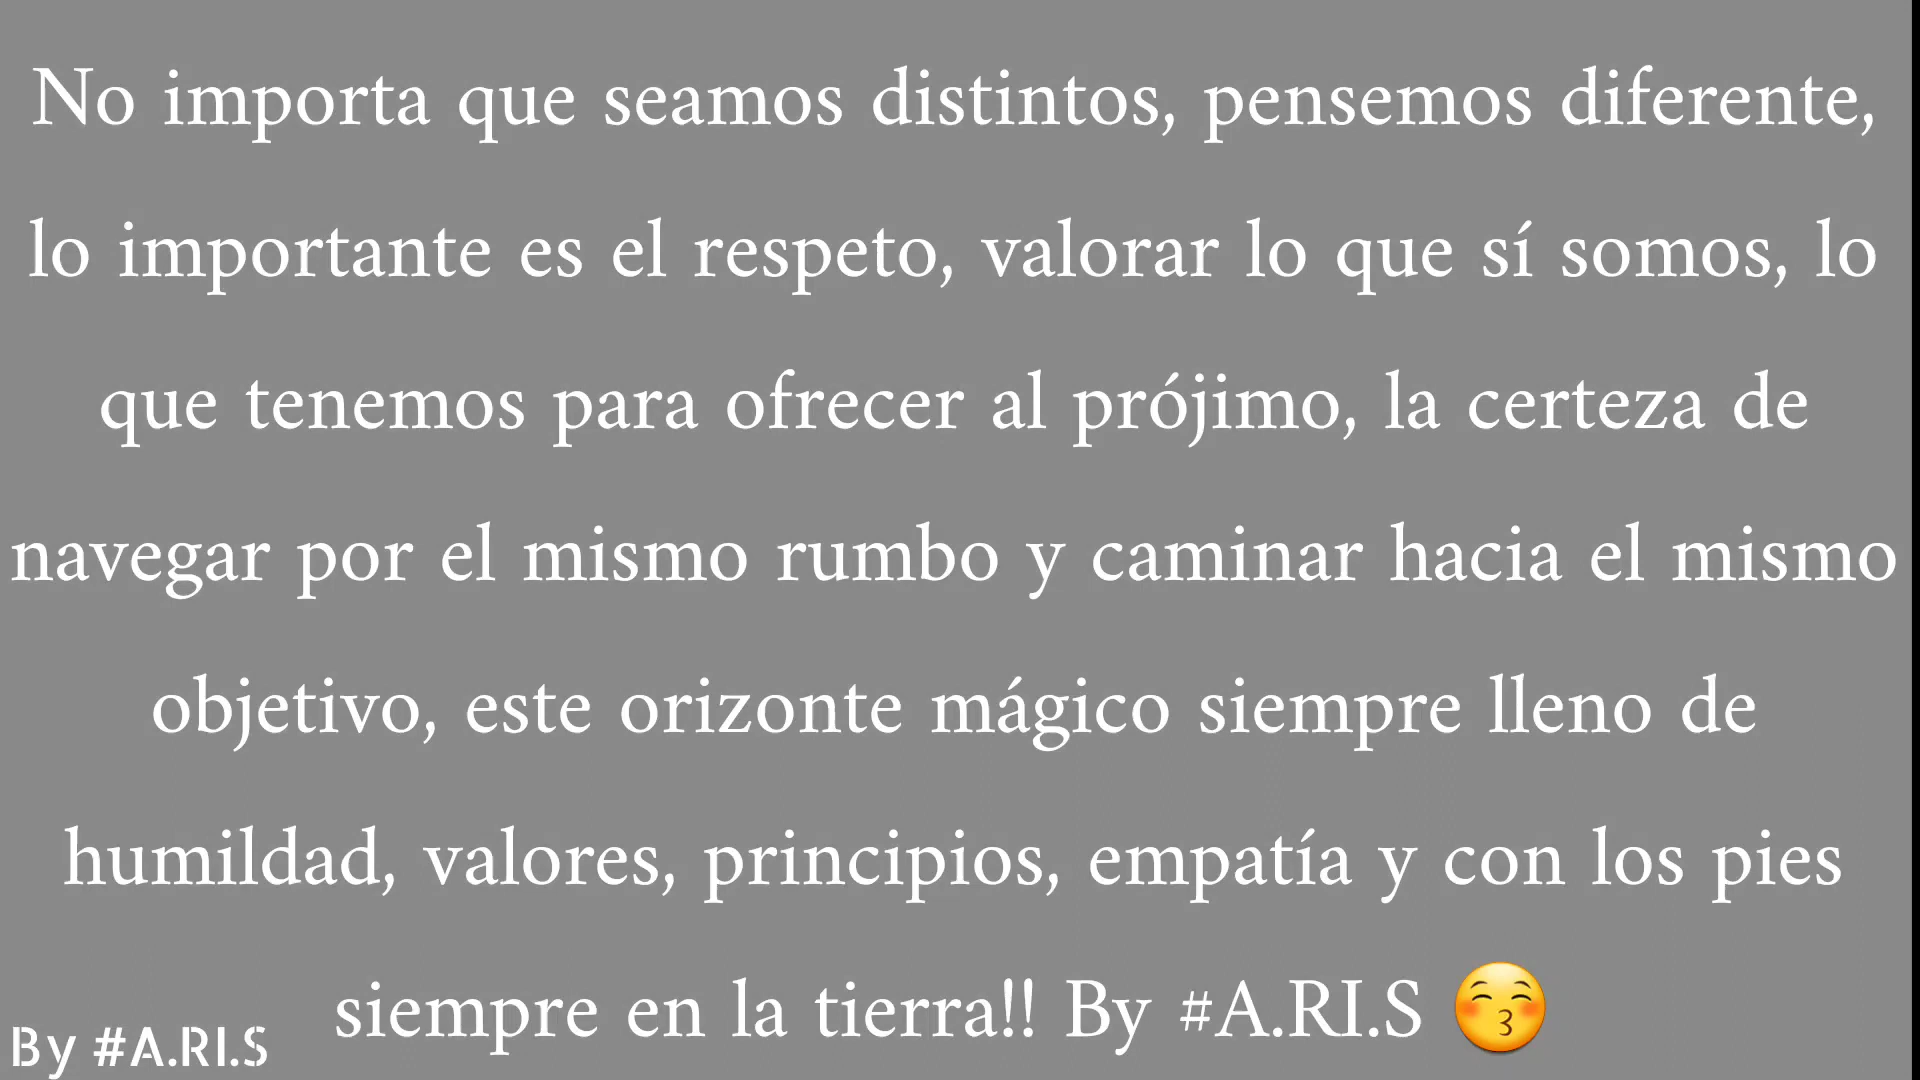 No importa que seamos distintos, pensemos diferente,
lo importante es el respeto, valorar lo que sí somos, lo
que tenemos para ofrecer al prójimo, la certeza de
navegar por el mismo rumbo y caminar hacia el mismo
objetivo, este orizonte mágico siempre lleno de
humildad, valores, principios, empatía y con los pies
siempre en la tierra!! By #A.RI.S 😚
By #A.RI.S